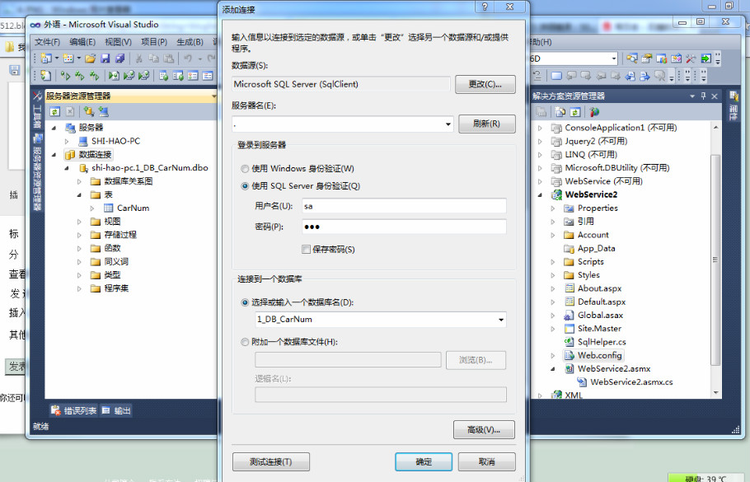 添加连接
外语 - Microsoft Visual Studio
文件(F) 编辑(E) 视图(V) 项目(P) 生成(B)
服务器资源管理器
服务器
SHI-HAO-PC
数据连接
shi-hao-pc.1_DB_CarNum.dbo
数据库关系图
表
CarNum
视图
存储过程
函数
同义词
类型
程序集
错误列表 输出
就绪
工具箱
服务器资源管理器
输入信息以连接到选定的数据源，或单击“更改”选择另一个数据源和/或提供
程序。
数据源(S):
Microsoft SQL Server (SqlClient)
更改(C)...
服务器名(E):
.
刷新(R)
登录到服务器
使用 Windows 身份验证(W)
使用 SQL Server 身份验证(Q)
用户名(U):
sa
密码(P):
●●●
保存密码(S)
连接到一个数据库
选择或输入一个数据库名(D):
1_DB_CarNum
附加一个数据库文件(H):
浏览(B)...
逻辑名(L):
高级(V)...
测试连接(T)
确定
取消
解决方案资源管理器
ConsoleApplication1 (不可用)
Jquery2 (不可用)
LINQ (不可用)
Microsoft.DBUtility (不可用)
WebService (不可用)
WebService2
Properties
引用
Account
App_Data
Scripts
Styles
About.aspx
Default.aspx
Global.asax
Site.Master
SqlHelper.cs
Web.config
WebService2.asmx
WebService2.asmx.cs
XML
属性
插
标
分
查看
发
插入
其他
发表
硬盘: 39 ℃